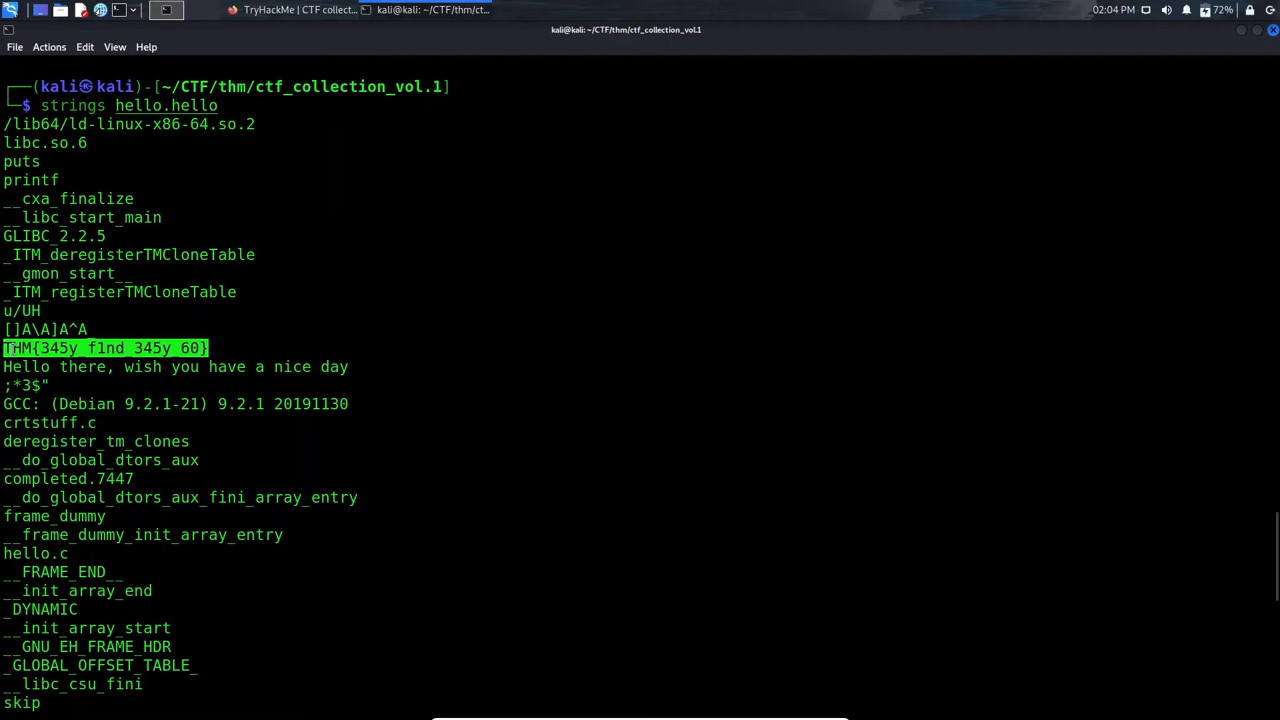 TryHackMe | CTF collect...
kali@kali: ~/CTF/thm/ct...
02:04 PM
72%
kali@kali: ~/CTF/thm/ctf_collection_vol.1
File Actions Edit View Help
┌──(kali㉿kali)-[~/CTF/thm/ctf_collection_vol.1]
└─$ strings hello.hello
/lib64/ld-linux-x86-64.so.2
libc.so.6
puts
printf
__cxa_finalize
__libc_start_main
GLIBC_2.2.5
_ITM_deregisterTMCloneTable
__gmon_start__
_ITM_registerTMCloneTable
u/UH
[]A\A]A^A_
THM{345y_f1nd_345y_60}
Hello there, wish you have a nice day
;*3$"
GCC: (Debian 9.2.1-21) 9.2.1 20191130
crtstuff.c
deregister_tm_clones
__do_global_dtors_aux
completed.7447
__do_global_dtors_aux_fini_array_entry
frame_dummy
__frame_dummy_init_array_entry
hello.c
__FRAME_END__
__init_array_end
_DYNAMIC
__init_array_start
__GNU_EH_FRAME_HDR
_GLOBAL_OFFSET_TABLE_
__libc_csu_fini
skip